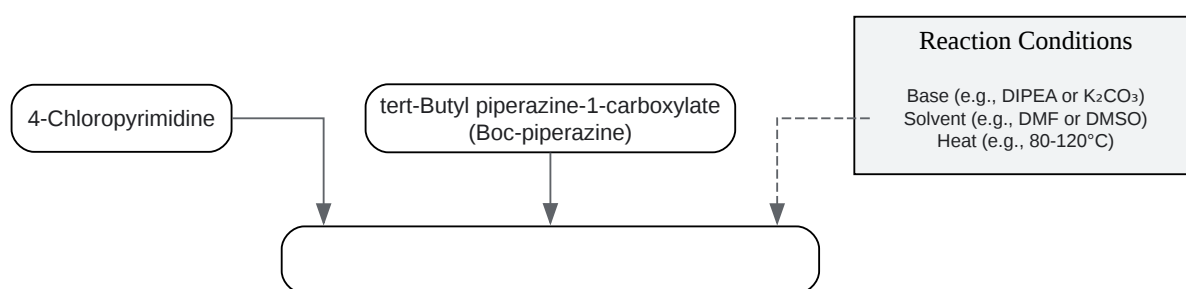 4-Chloropyrimidine
tert-Butyl piperazine-1-carboxylate
(Boc-piperazine)
Reaction Conditions
Base (e.g., DIPEA or K₂CO₃)
Solvent (e.g., DMF or DMSO)
Heat (e.g., 80-120°C)